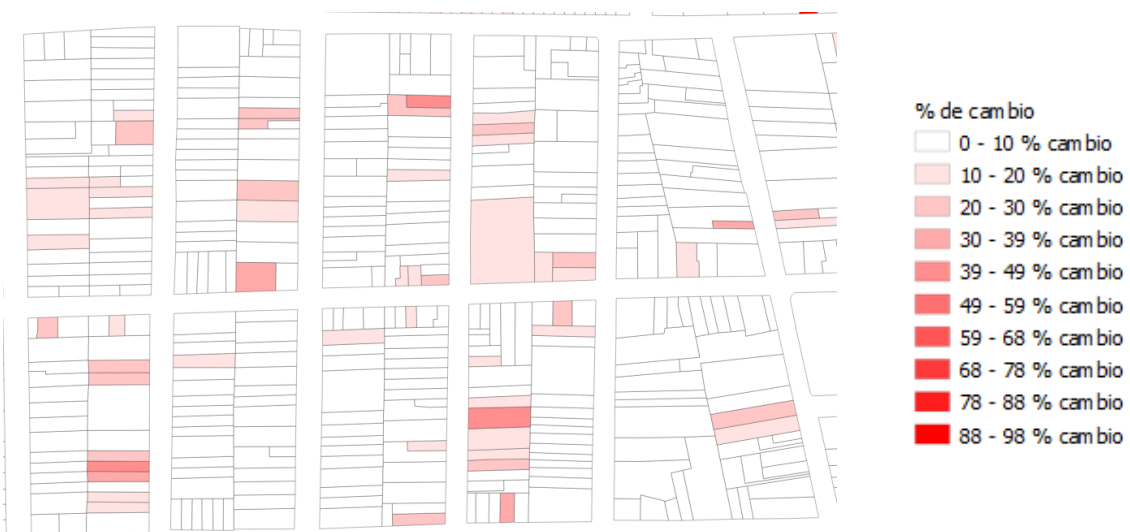 % de cambio
0 - 10 % cambio
10 - 20 % cambio
20 - 30 % cambio
30 - 39 % cambio
39 - 49 % cambio
49 - 59 % cambio
59 - 68 % cambio
68 - 78 % cambio
78 - 88 % cambio
88 - 98 % cambio